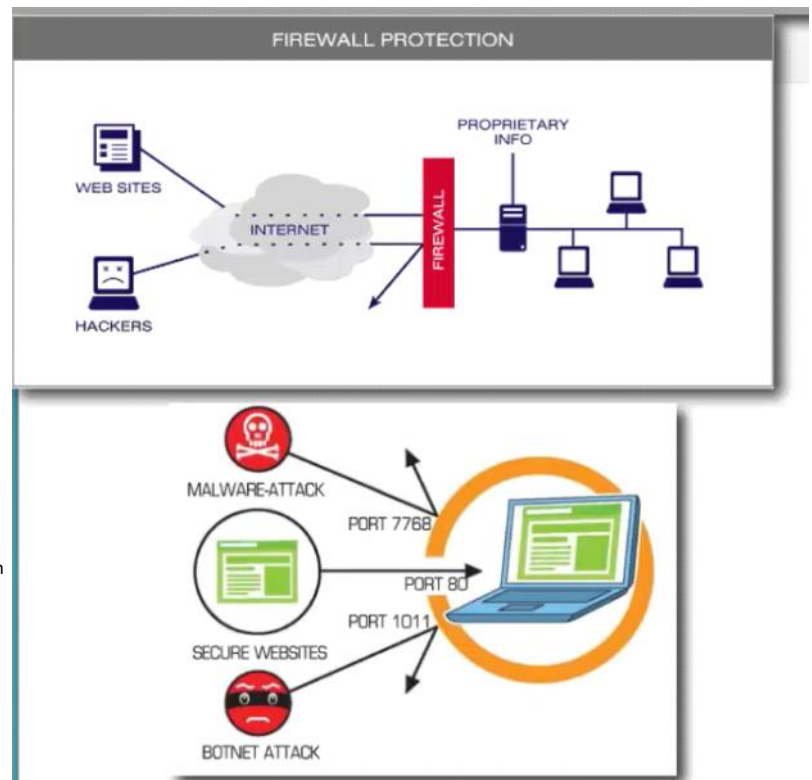 FIREWALL PROTECTION
PROPRIETARY
INFO
WEB SITES
INTERNET
FIREWALL
HACKERS
MALWARE-ATTACK
PORT 7768
n
PORT 80
PORT 1011
SECURE WEBSITES
BOTNET ATTACK